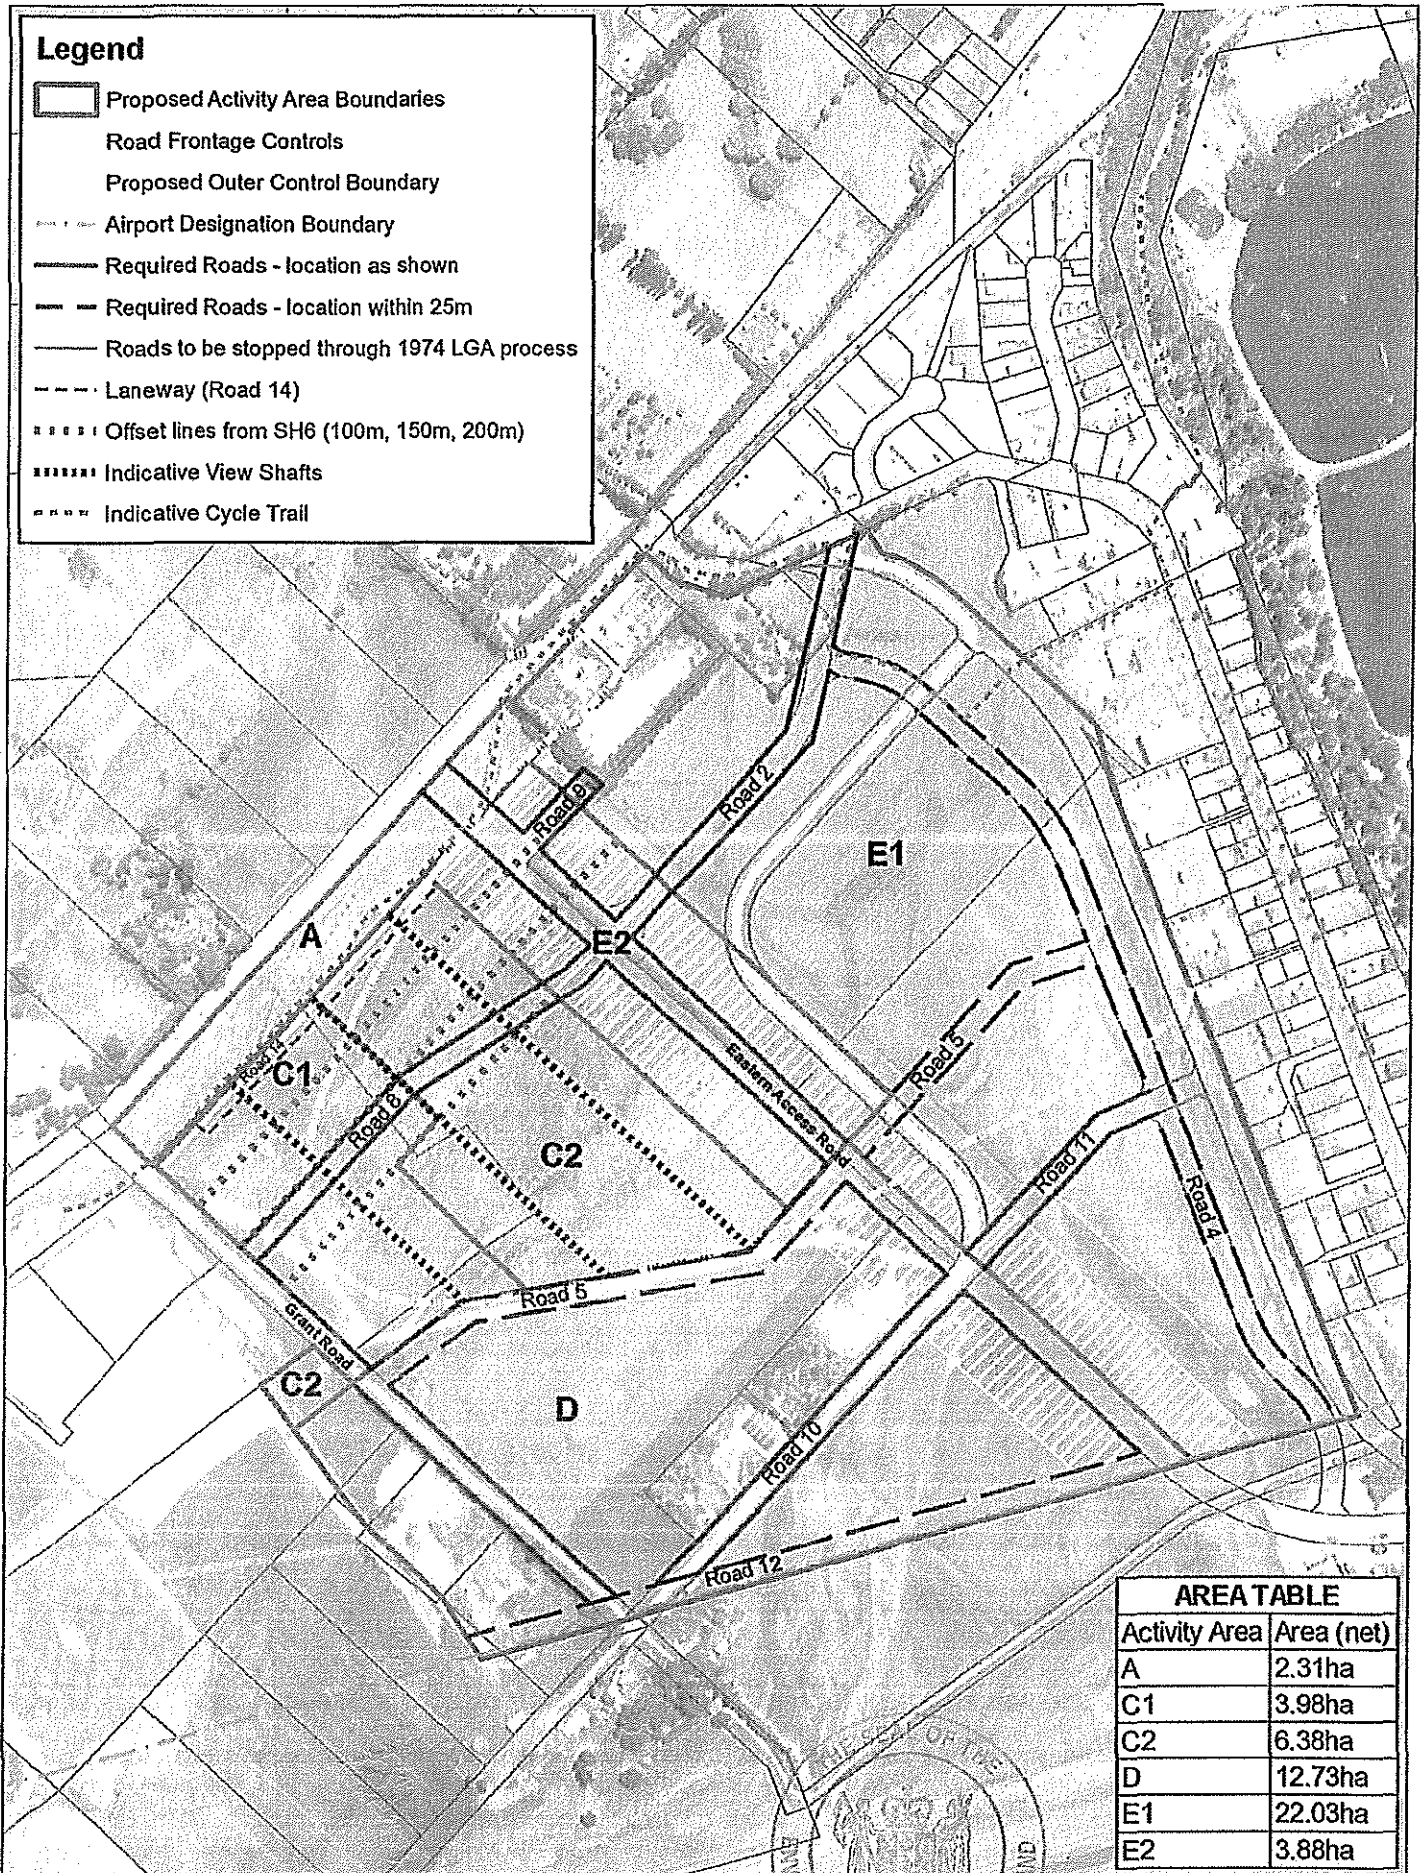 Legend
Proposed Activity Area Boundaries
Road Frontage Controls
Proposed Outer Control Boundary
Airport Designation Boundary
Required Roads - location as shown
Required Roads - location within 25m
Roads to be stopped through 1974 LGA process
Laneway (Road 14)
Offset lines from SH6 (100m, 150m, 200m)
Indicative View Shafts
Indicative Cycle Trail
Road 9
Road 2
E1
A
E2
Road 14
C1
Road 8
Eastern Access Road
Road 5
C2
Road 11
Road 4
Road 5
Grant Road
C2
D
Road 10
Road 12
AREA TABLE
Activity Area Area (net)
A 2.31ha
C1 3.98ha
C2 6.38ha
D 12.73ha
E1 22.03ha
E2 3.88ha
SEAL OF THE